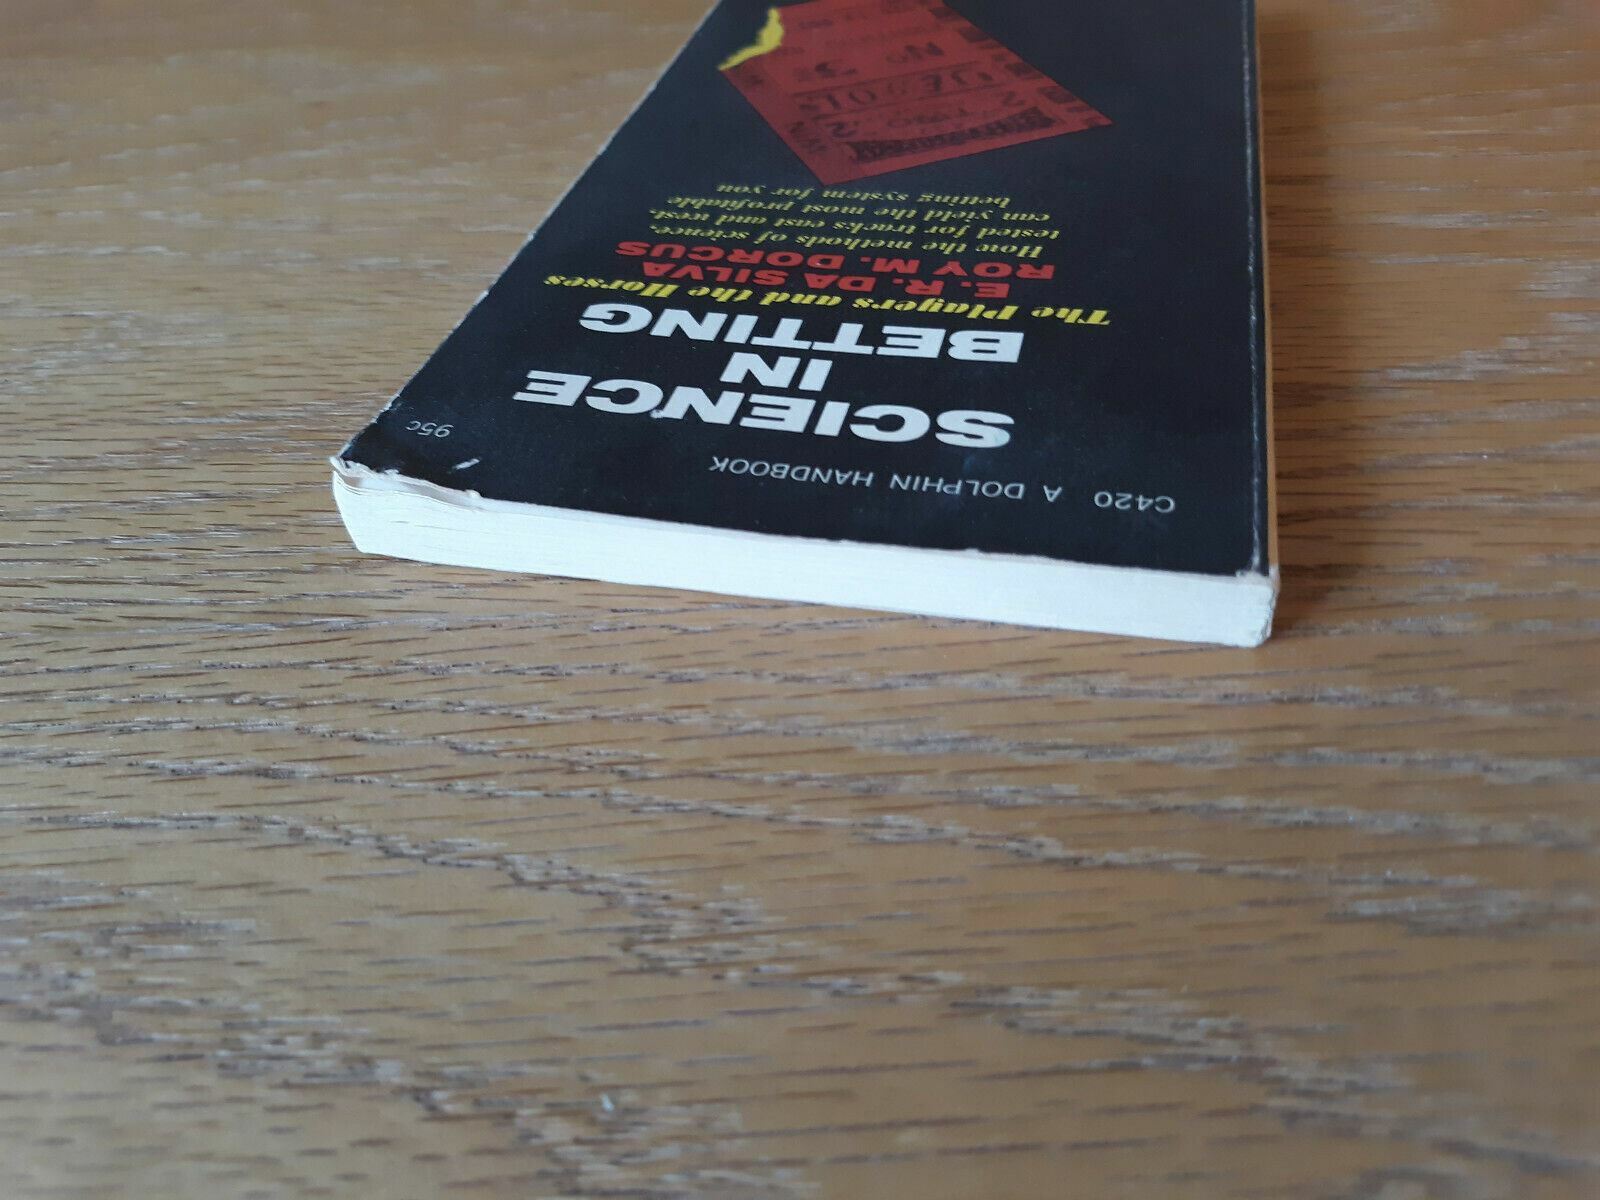 C420 A DOLPHIN HANDBOOK
95c
SCIENCE
IN
BETTING
The Players and the Horses
E. R. DA SILVA
ROY M. DORCUS
How the methods of science,
tested for tracks east and west,
can yield the most profitable
betting system for you